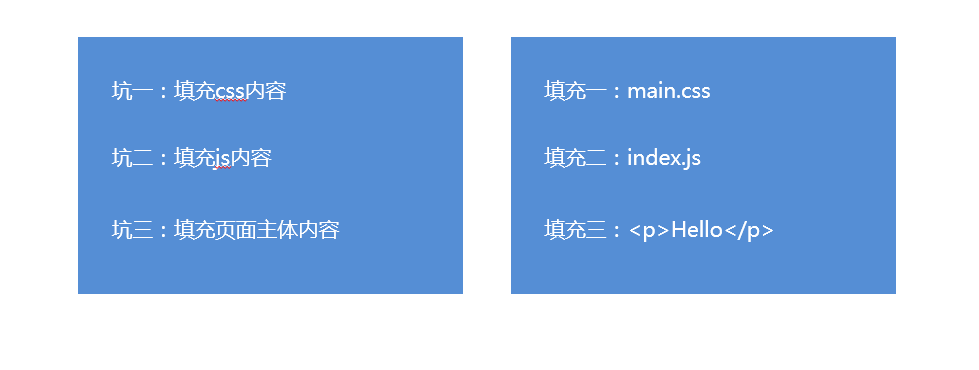 坑一：填充css内容
坑二：填充js内容
坑三：填充页面主体内容
填充一：main.css
填充二：index.js
填充三：<p>Hello</p>